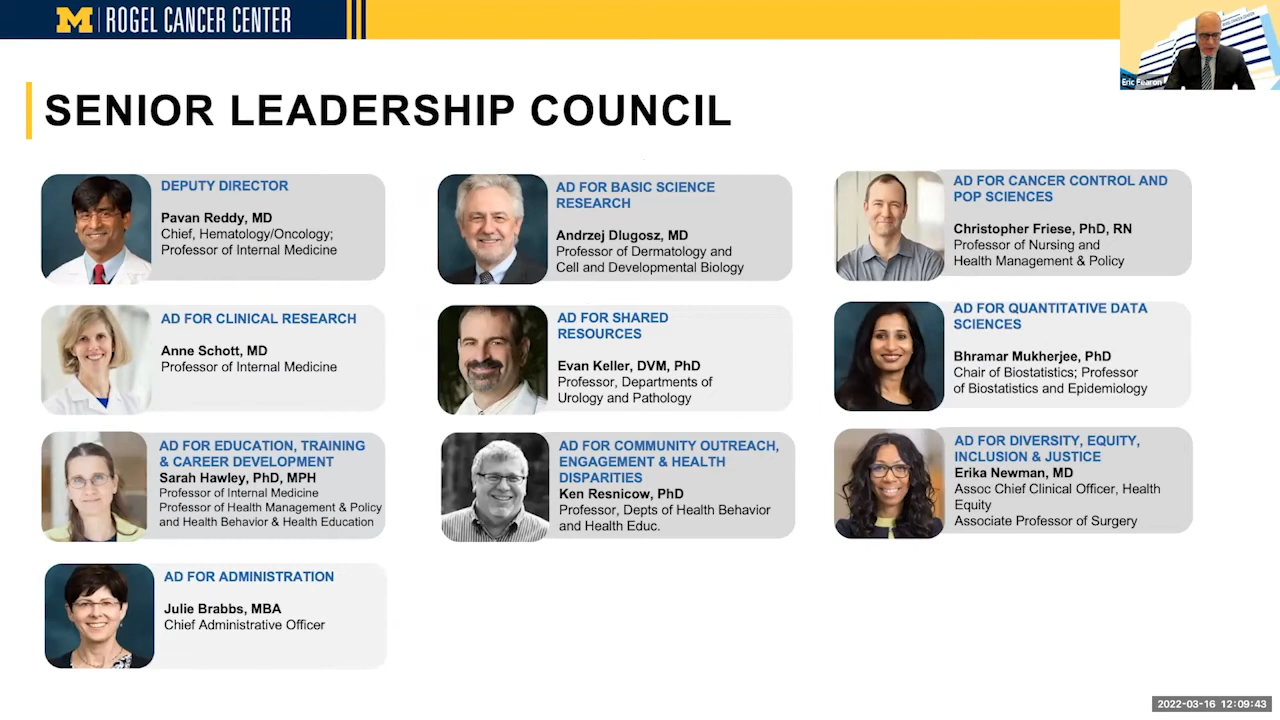 M | ROGEL CANCER CENTER
Eric Fearon
SENIOR LEADERSHIP COUNCIL
DEPUTY DIRECTOR
Pavan Reddy, MD
Chief, Hematology/Oncology;
Professor of Internal Medicine
AD FOR BASIC SCIENCE
RESEARCH
Andrzej Dlugosz, MD
Professor of Dermatology and
Cell and Developmental Biology
AD FOR CANCER CONTROL AND
POP SCIENCES
Christopher Friese, PhD, RN
Professor of Nursing and
Health Management & Policy
AD FOR CLINICAL RESEARCH
Anne Schott, MD
Professor of Internal Medicine
AD FOR SHARED
RESOURCES
Evan Keller, DVM, PhD
Professor, Departments of
Urology and Pathology
AD FOR QUANTITATIVE DATA
SCIENCES
Bhramar Mukherjee, PhD
Chair of Biostatistics; Professor
of Biostatistics and Epidemiology
AD FOR EDUCATION, TRAINING
& CAREER DEVELOPMENT
Sarah Hawley, PhD, MPH
Professor of Internal Medicine
Professor of Health Management & Policy
and Health Behavior & Health Education
AD FOR COMMUNITY OUTREACH,
ENGAGEMENT & HEALTH
DISPARITIES
Ken Resnicow, PhD
Professor, Depts of Health Behavior
and Health Educ.
AD FOR DIVERSITY, EQUITY,
INCLUSION & JUSTICE
Erika Newman, MD
Assoc Chief Clinical Officer, Health
Equity
Associate Professor of Surgery
AD FOR ADMINISTRATION
Julie Brabbs, MBA
Chief Administrative Officer
2022-03-16 12:09:43